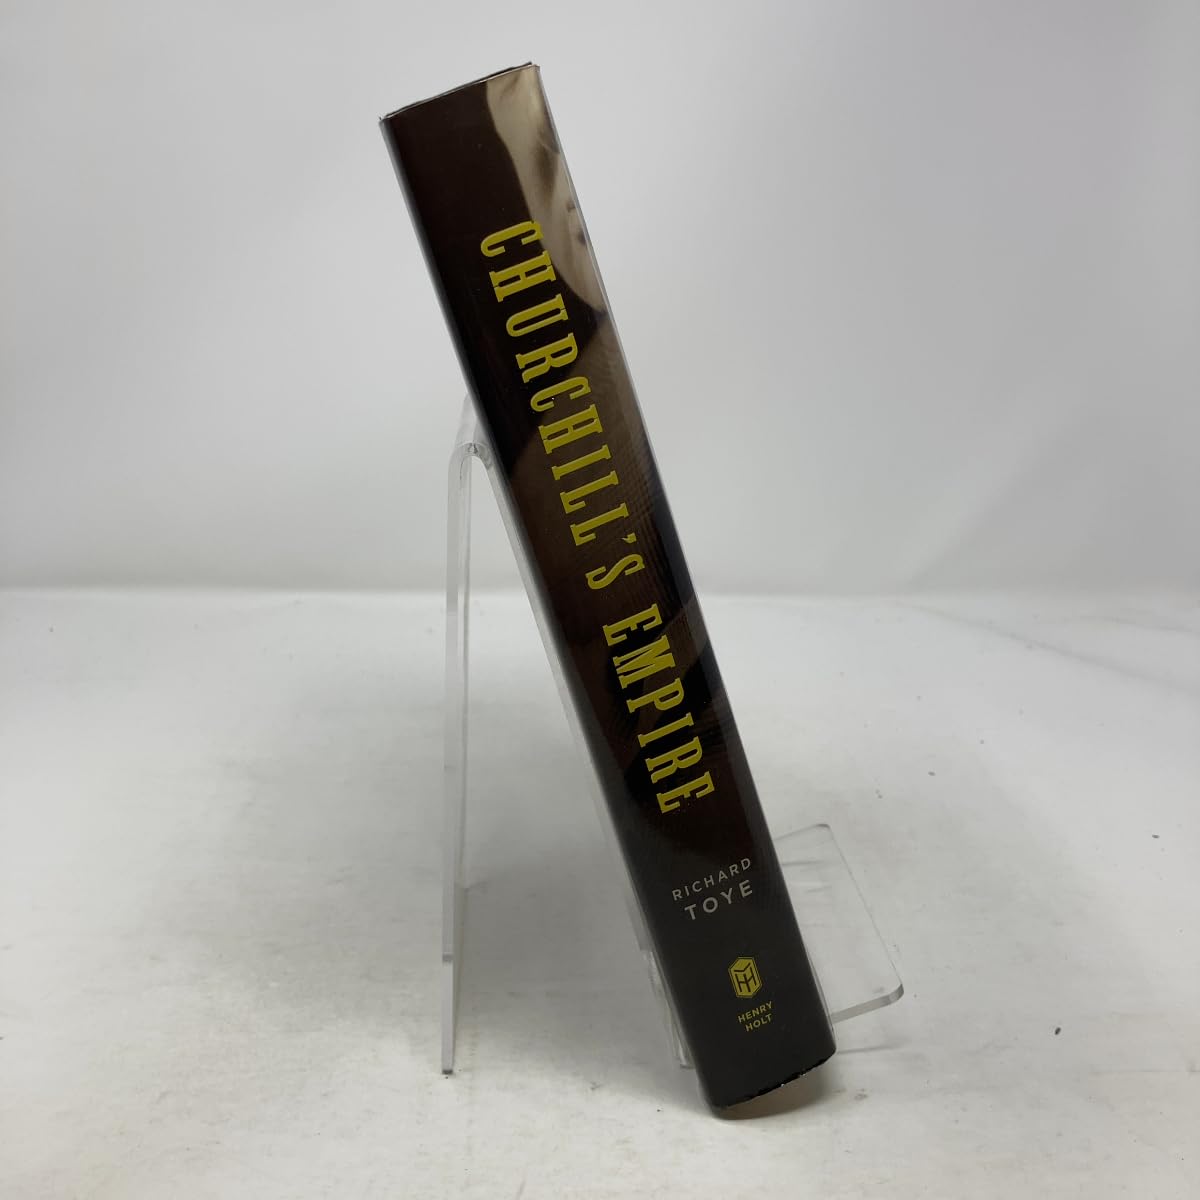 CHURCHILL'S EMPIRE
RICHARD
TOYE
HENRY
HOLT